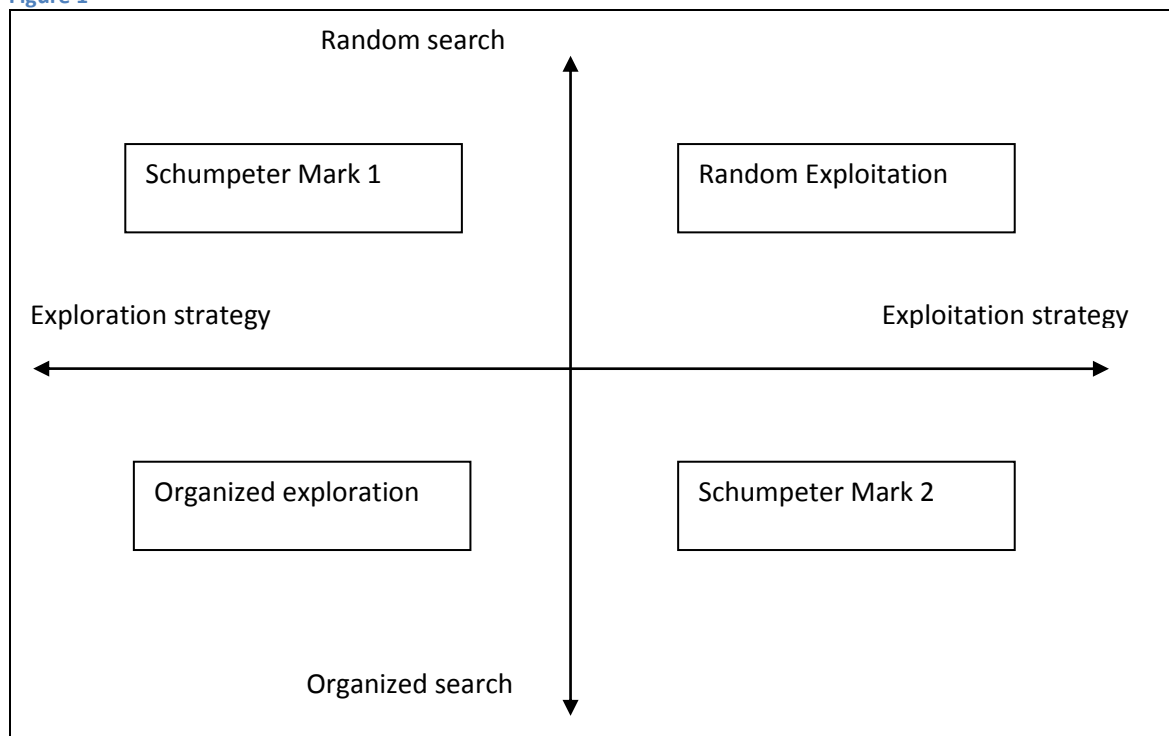 Figure 1
Random search
Schumpeter Mark 1
Random Exploitation
Exploration strategy
Exploitation strategy
Organized exploration
Schumpeter Mark 2
Organized search